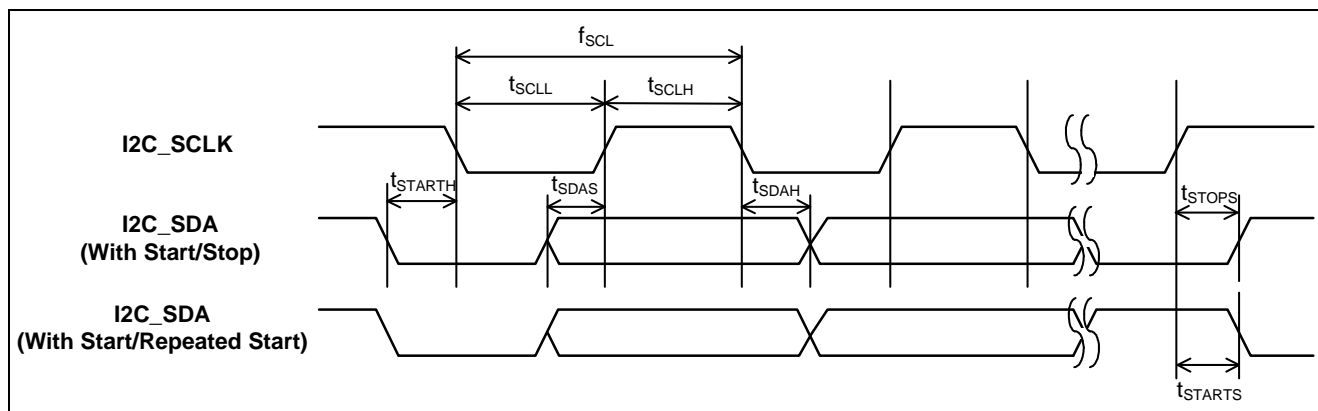 fSCL
tSCLL
tSCLH
I2C_SCLK
tSTARTH
tSDAS
tSDAH
tSTOPS
I2C_SDA
(With Start/Stop)
I2C_SDA
(With Start/Repeated Start)
tSTARTS